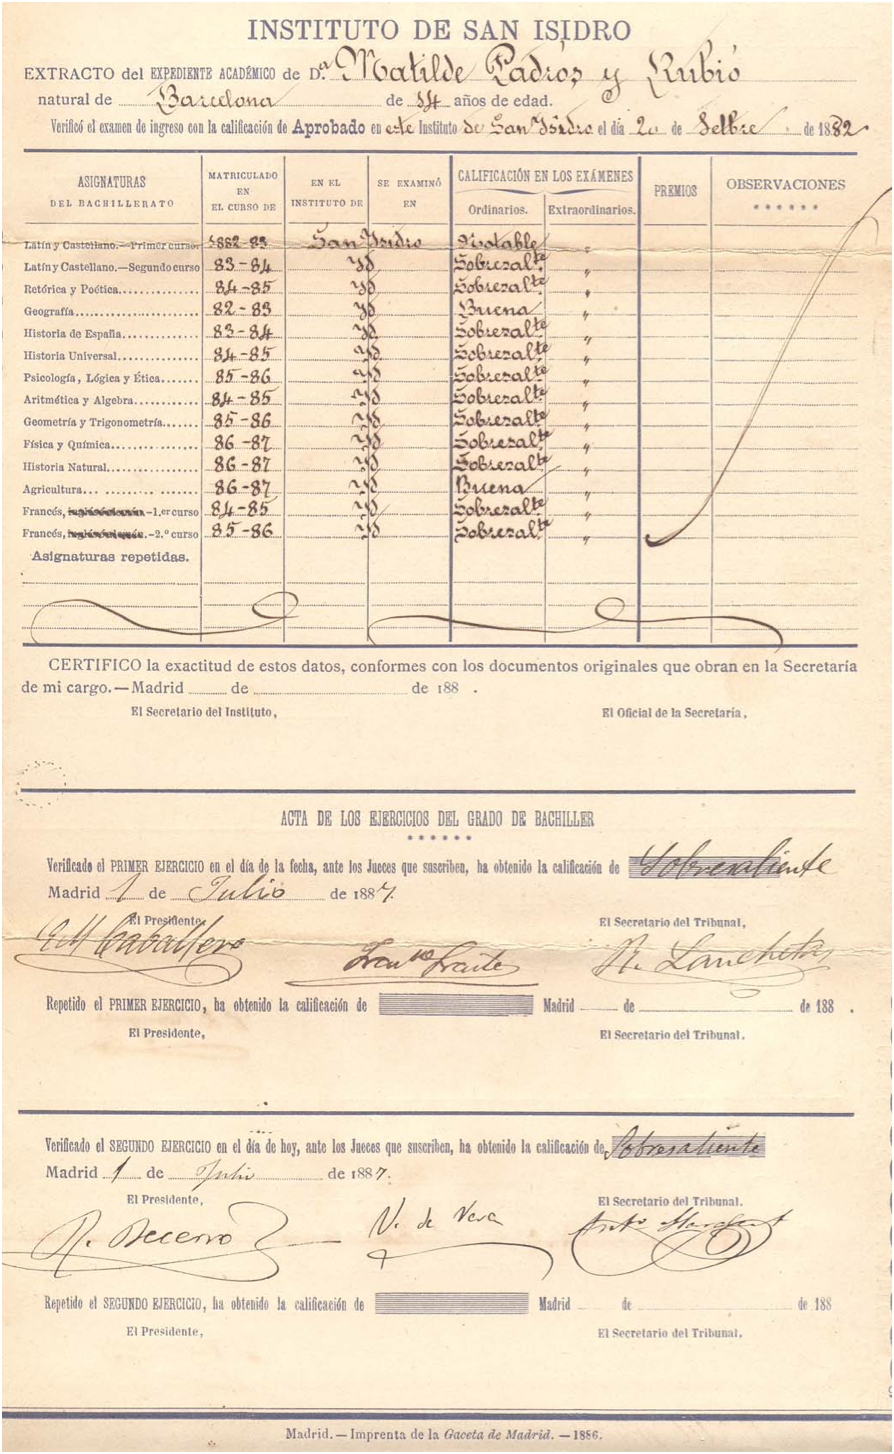 INSTITUTO DE SAN ISIDRO
EXTRACTO del EXPEDIENTE ACADÉMICO de D.ª Matilde Padrós y Rubió
natural de Barcelona de 14 años de edad.
Verificó el examen de ingreso con la calificación de Aprobado en este Instituto de San Isidro el día 20 de Setbre de 1882
ASIGNATURAS DEL BACHILLERATO MATRICULADO EN EL CURSO DE EN EL INSTITUTO DE SE EXAMINÓ EN CALIFICACIÓN EN LOS EXÁMENES Ordinarios. Extraordinarios. PREMIOS OBSERVACIONES
Latín y Castellano.—Primer curso. 1882-83 San Isidro Notable "
Latín y Castellano.—Segundo curso 83-84 Yd Sobresalte "
Retórica y Poética 84-85 Yd Sobresalte "
Geografía 82-83 Yd Buena "
Historia de España 83-84 Yd Sobresalte "
Historia Universal 84-85 Yd Sobresalte "
Psicología, Lógica y Ética 85-86 Yd Sobresalte "
Aritmética y Algebra 84-85 Yd Sobresalte "
Geometría y Trigonometría 85-86 Yd Sobresalte "
Física y Química 86-87 Yd Sobresalte "
Historia Natural 86-87 Yd Sobresalte "
Agricultura 86-87 Yd Buena "
Francés, -1.er curso 84-85 Yd Sobresalte "
Francés, -2.º curso 85-86 Yd Sobresalte "
Asignaturas repetidas.
CERTIFICO la exactitud de estos datos, conformes con los documentos originales que obran en la Secretaría
de mi cargo.—Madrid de de 188 .
El Secretario del Instituto, El Oficial de la Secretaría,
ACTA DE LOS EJERCICIOS DEL GRADO DE BACHILLER
Verificado el PRIMER EJERCICIO en el día de la fecha, ante los Jueces que suscriben, ha obtenido la calificación de Sobresaliente
Madrid 1 de Julio de 1887.
El Presidente, El Secretario del Tribunal,
Caballero
Repetido el PRIMER EJERCICIO, ha obtenido la calificación de Madrid de de 188 .
El Presidente, El Secretario del Tribunal.
Verificado el SEGUNDO EJERCICIO en el día de hoy, ante los Jueces que suscriben, ha obtenido la calificación de Sobresaliente
Madrid 1 de Julio de 1887.
El Presidente, El Secretario del Tribunal.
R. Becerro V. de Vera
Repetido el SEGUNDO EJERCICIO, ha obtenido la calificación de Madrid de de 188
El Presidente, El Secretario del Tribunal.
Madrid.—Imprenta de la Gaceta de Madrid.—1886.